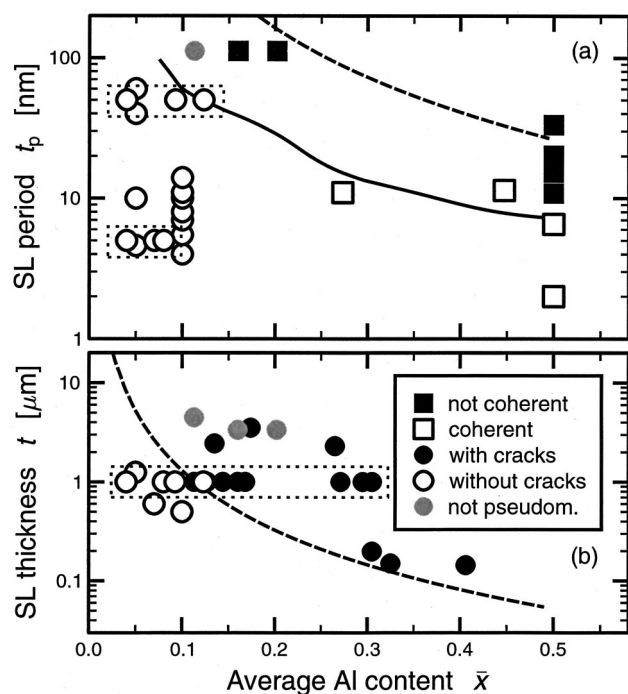 (a)
SL period tp [nm]
100
10
1
(b)
SL thickness t [μm]
10
1
0.1
not coherent
coherent
with cracks
without cracks
not pseudom.
0.0 0.1 0.2 0.3 0.4 0.5
Average Al content x̄